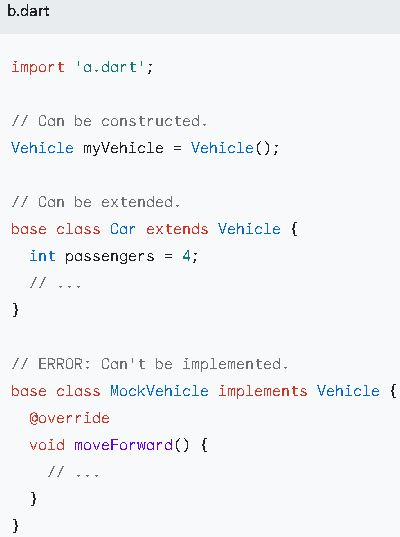 b.dart
import 'a.dart';
// Can be constructed.
Vehicle myVehicle = Vehicle();
// Can be extended.
base class Car extends Vehicle {
int passengers = 4;
// ...
}
// ERROR: Can't be implemented.
base class MockVehicle implements Vehicle {
@override
void moveForward() {
// ...
}
}